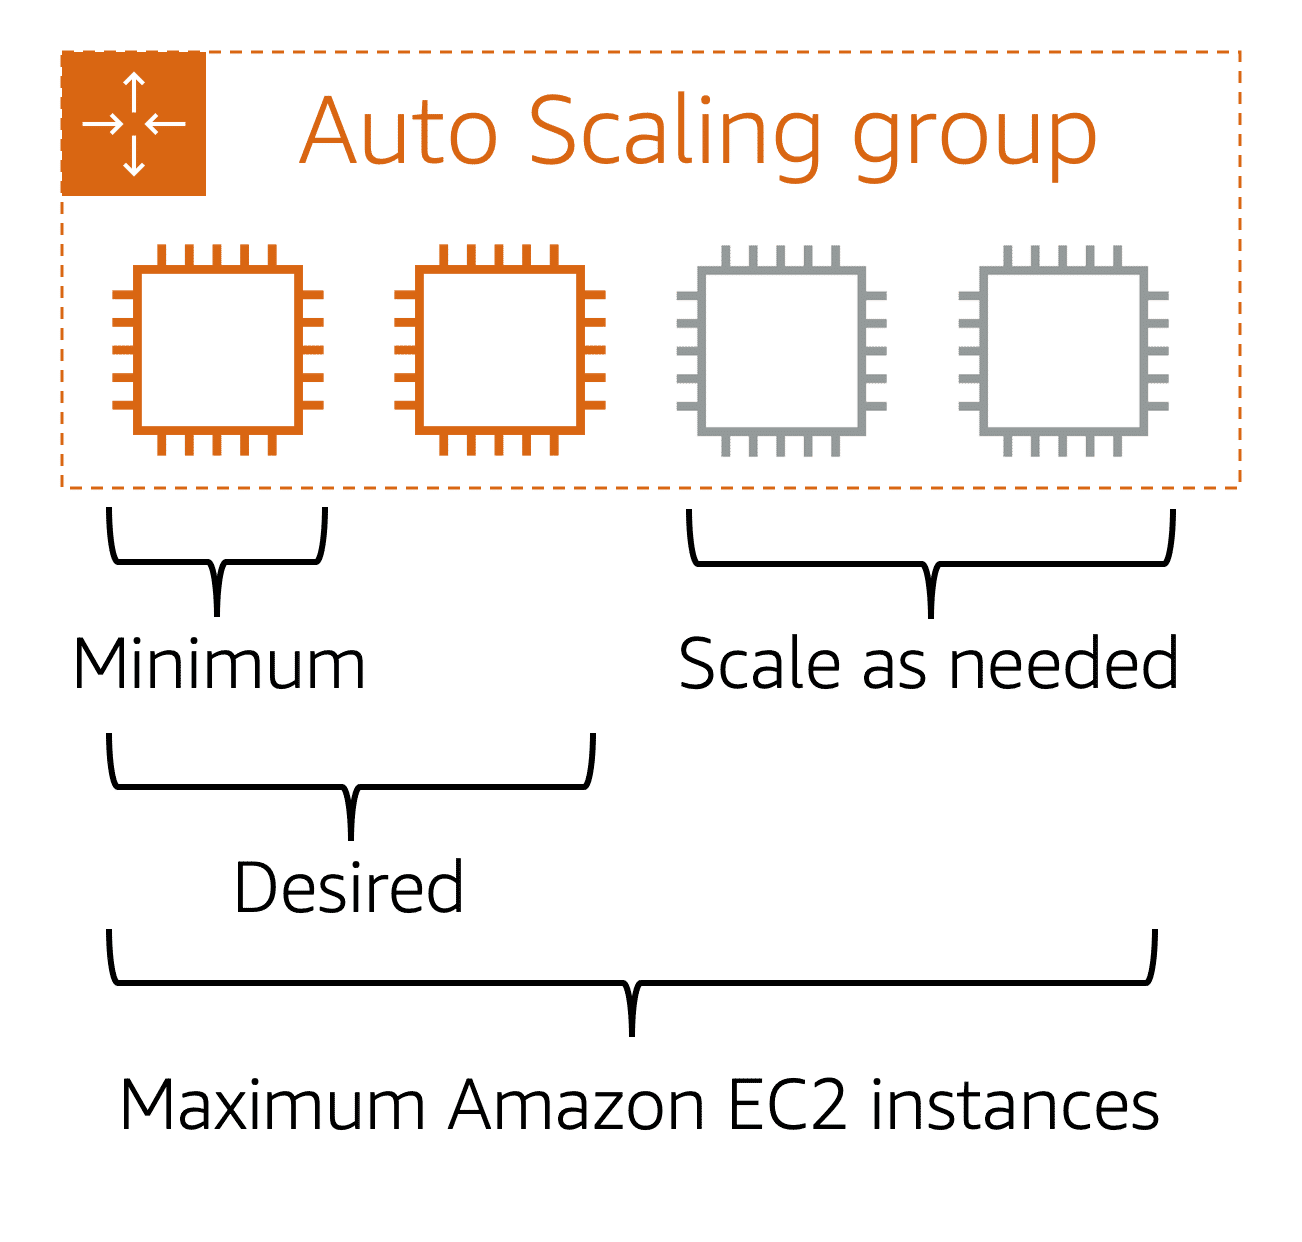 Auto Scaling group
Minimum
Scale as needed
Desired
Maximum Amazon EC2 instances